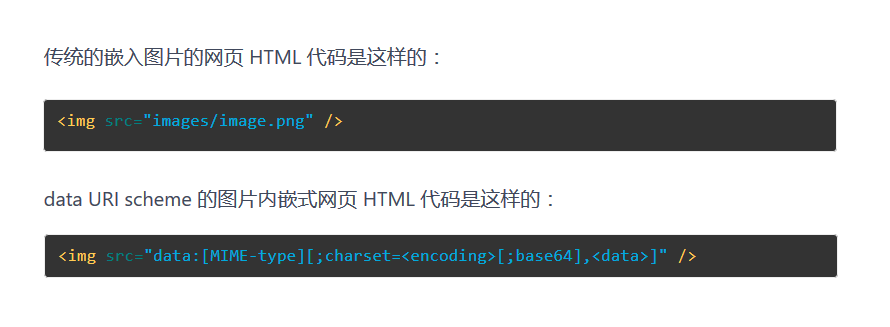 传统的嵌入图片的网页 HTML 代码是这样的：
<img src="images/image.png" />
data URI scheme 的图片内嵌式网页 HTML 代码是这样的：
<img src="data:[MIME-type][;charset=<encoding>[;base64],<data>]" />